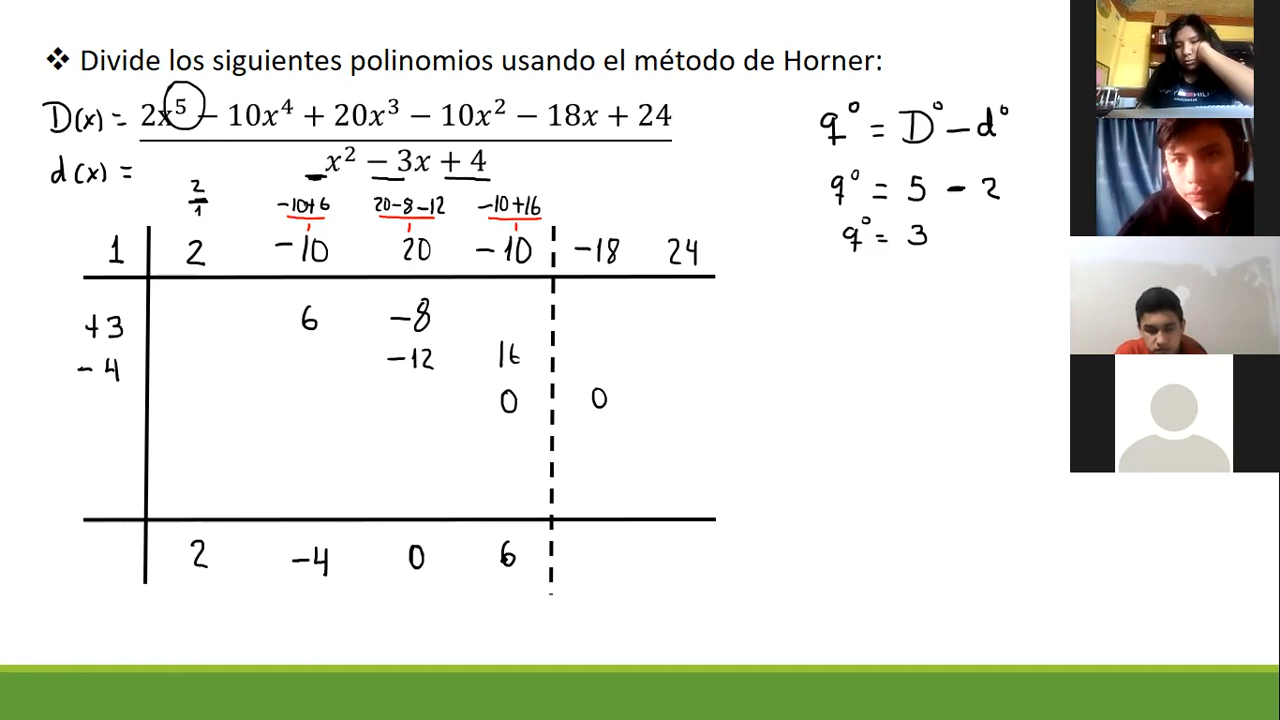 ❖ Divide los siguientes polinomios usando el método de Horner:
D(x) = 2x⁵ − 10x⁴ + 20x³ − 10x² − 18x + 24
d(x) = x² − 3x + 4
q° = D° − d°
q° = 5 − 2
q° = 3
2/1 −10+6 20−8−12 −10+16
1 2 −10 20 −10 −18 24
+3 6 −8
−4 −12 16
0 0
2 −4 0 6